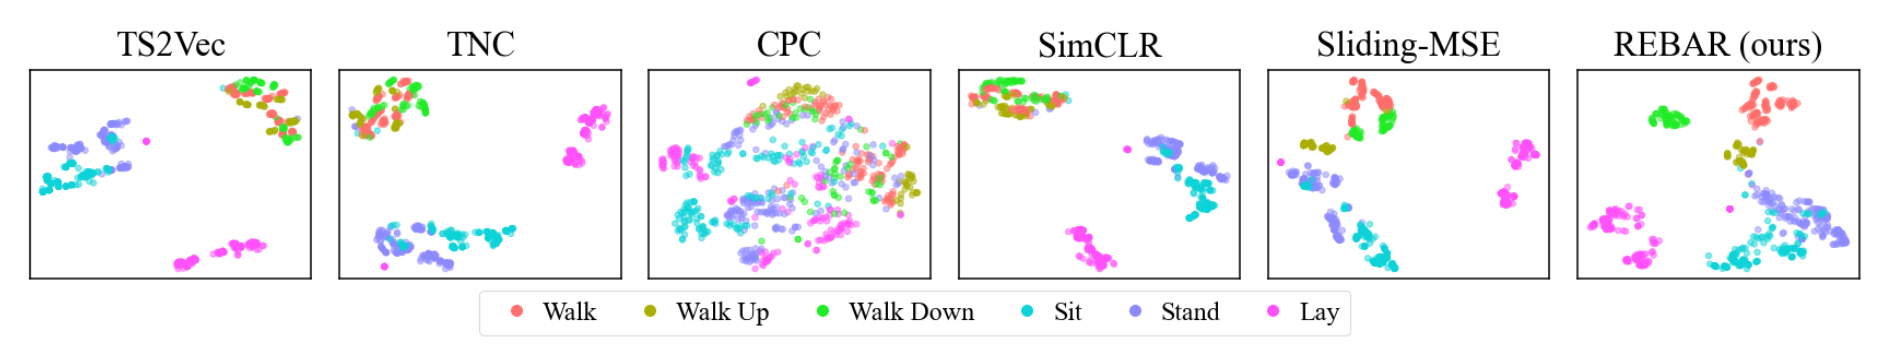 TS2Vec TNC CPC SimCLR Sliding-MSE REBAR (ours)
Walk Walk Up Walk Down Sit Stand Lay